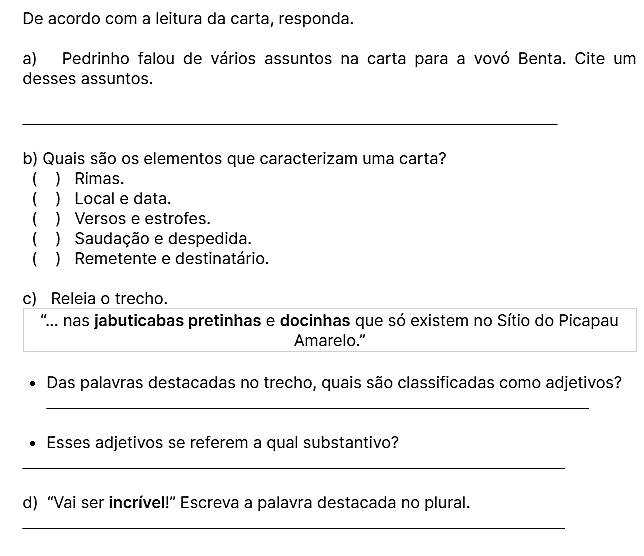 De acordo com a leitura da carta, responda.
a) Pedrinho falou de vários assuntos na carta para a vovó Benta. Cite um
desses assuntos.
b) Quais são os elementos que caracterizam uma carta?
( ) Rimas.
( ) Local e data.
( ) Versos e estrofes.
( ) Saudação e despedida.
( ) Remetente e destinatário.
c) Releia o trecho.
"... nas jabuticabas pretinhas e docinhas que só existem no Sítio do Picapau
Amarelo."
• Das palavras destacadas no trecho, quais são classificadas como adjetivos?
• Esses adjetivos se referem a qual substantivo?
d) "Vai ser incrível!" Escreva a palavra destacada no plural.